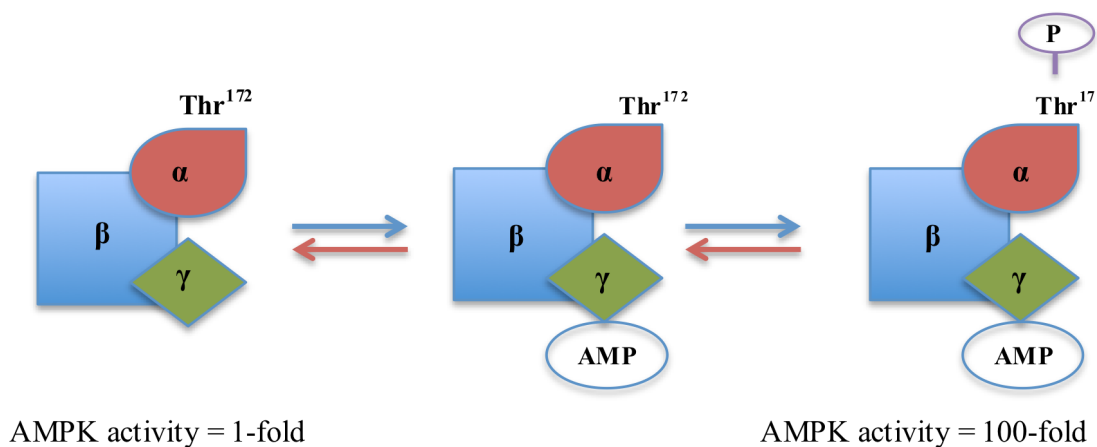 P
Thr¹⁷² Thr¹⁷² Thr¹⁷
α α α
β β β
γ γ γ
AMP AMP
AMPK activity = 1-fold AMPK activity = 100-fold